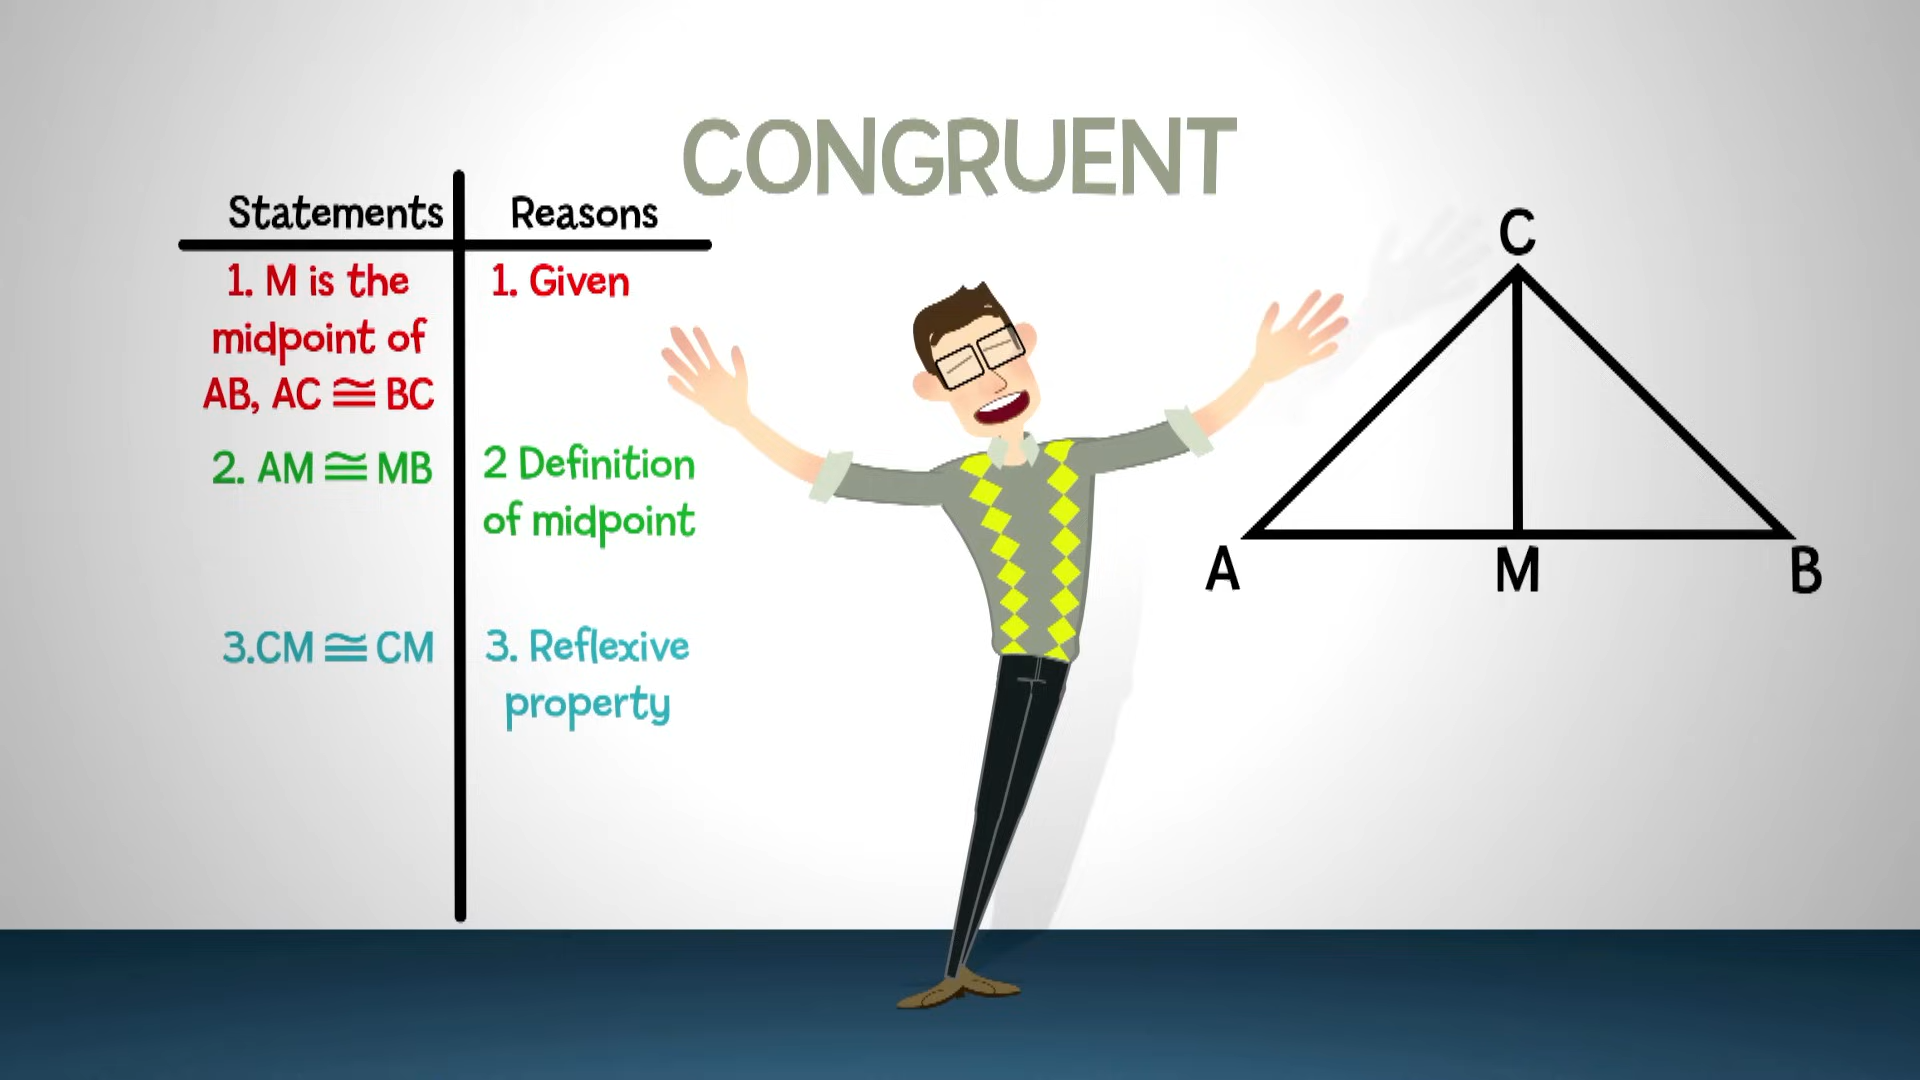 CONGRUENT
Statements
Reasons
1. M is the
midpoint of
AB, AC ≅ BC
1. Given
2. AM ≅ MB
2 Definition
of midpoint
3.CM ≅ CM
3. Reflexive
property
C
A
M
B